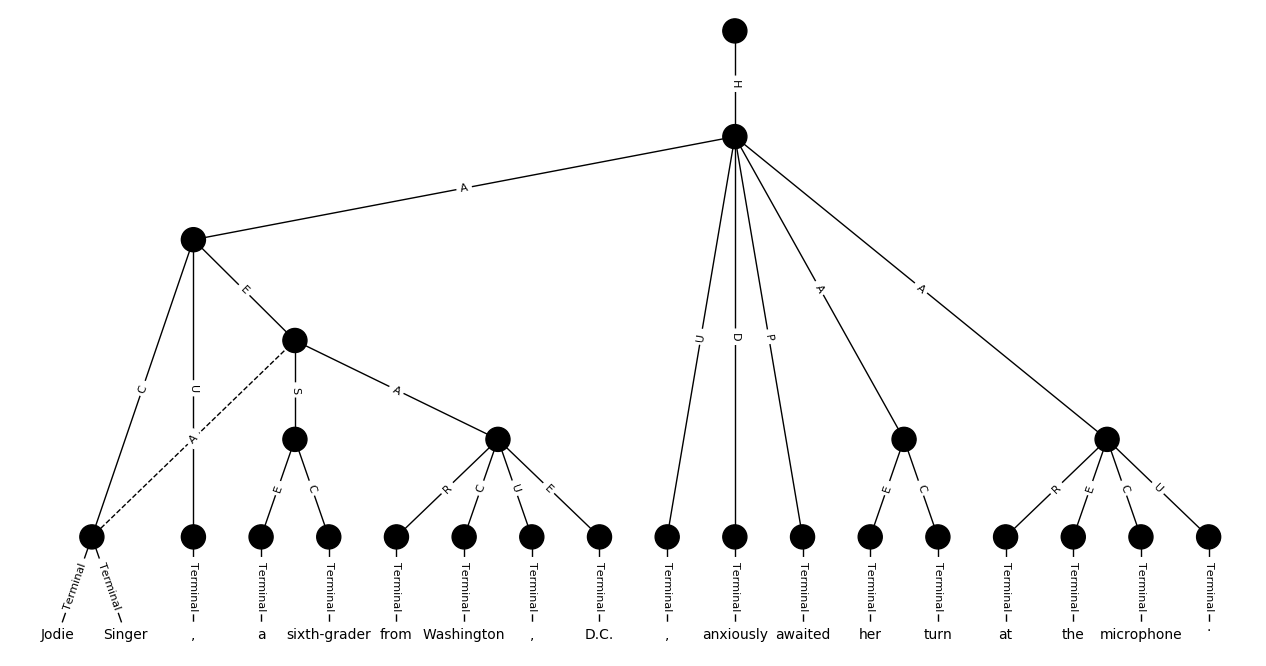 H
A
A
A
E
U
D
P
C
U
S
A
A
E
C
R
C
U
E
E
C
R
E
C
U
Terminal Terminal Terminal Terminal Terminal Terminal Terminal Terminal Terminal Terminal Terminal Terminal Terminal Terminal Terminal Terminal Terminal Terminal
Jodie Singer , a sixth-grader from Washington , D.C. , anxiously awaited her turn at the microphone .